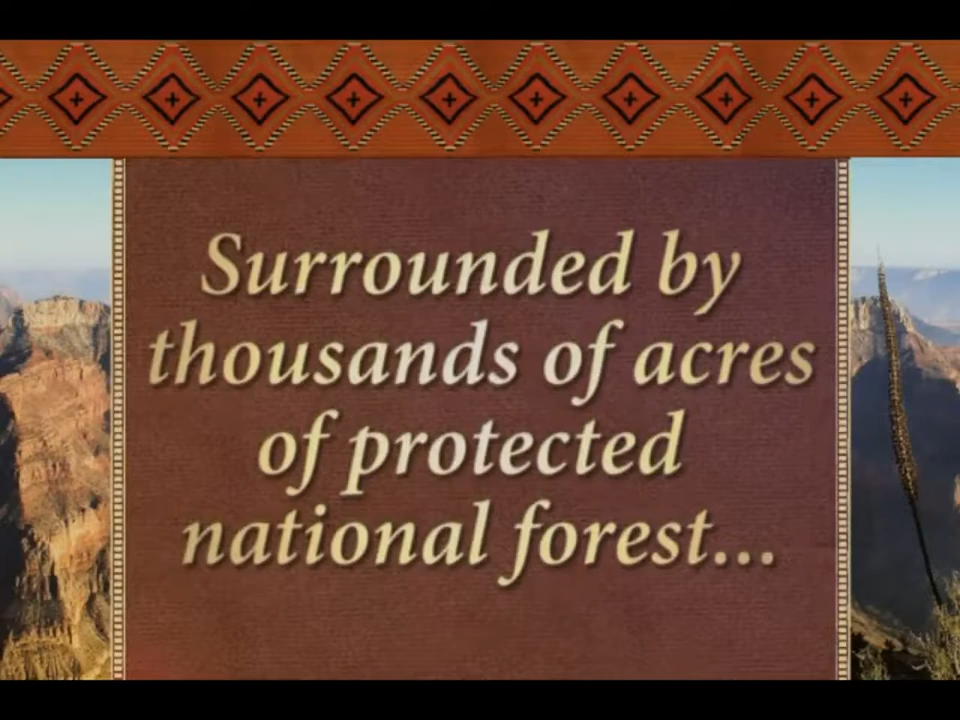 Surrounded by
thousands of acres
of protected
national forest...